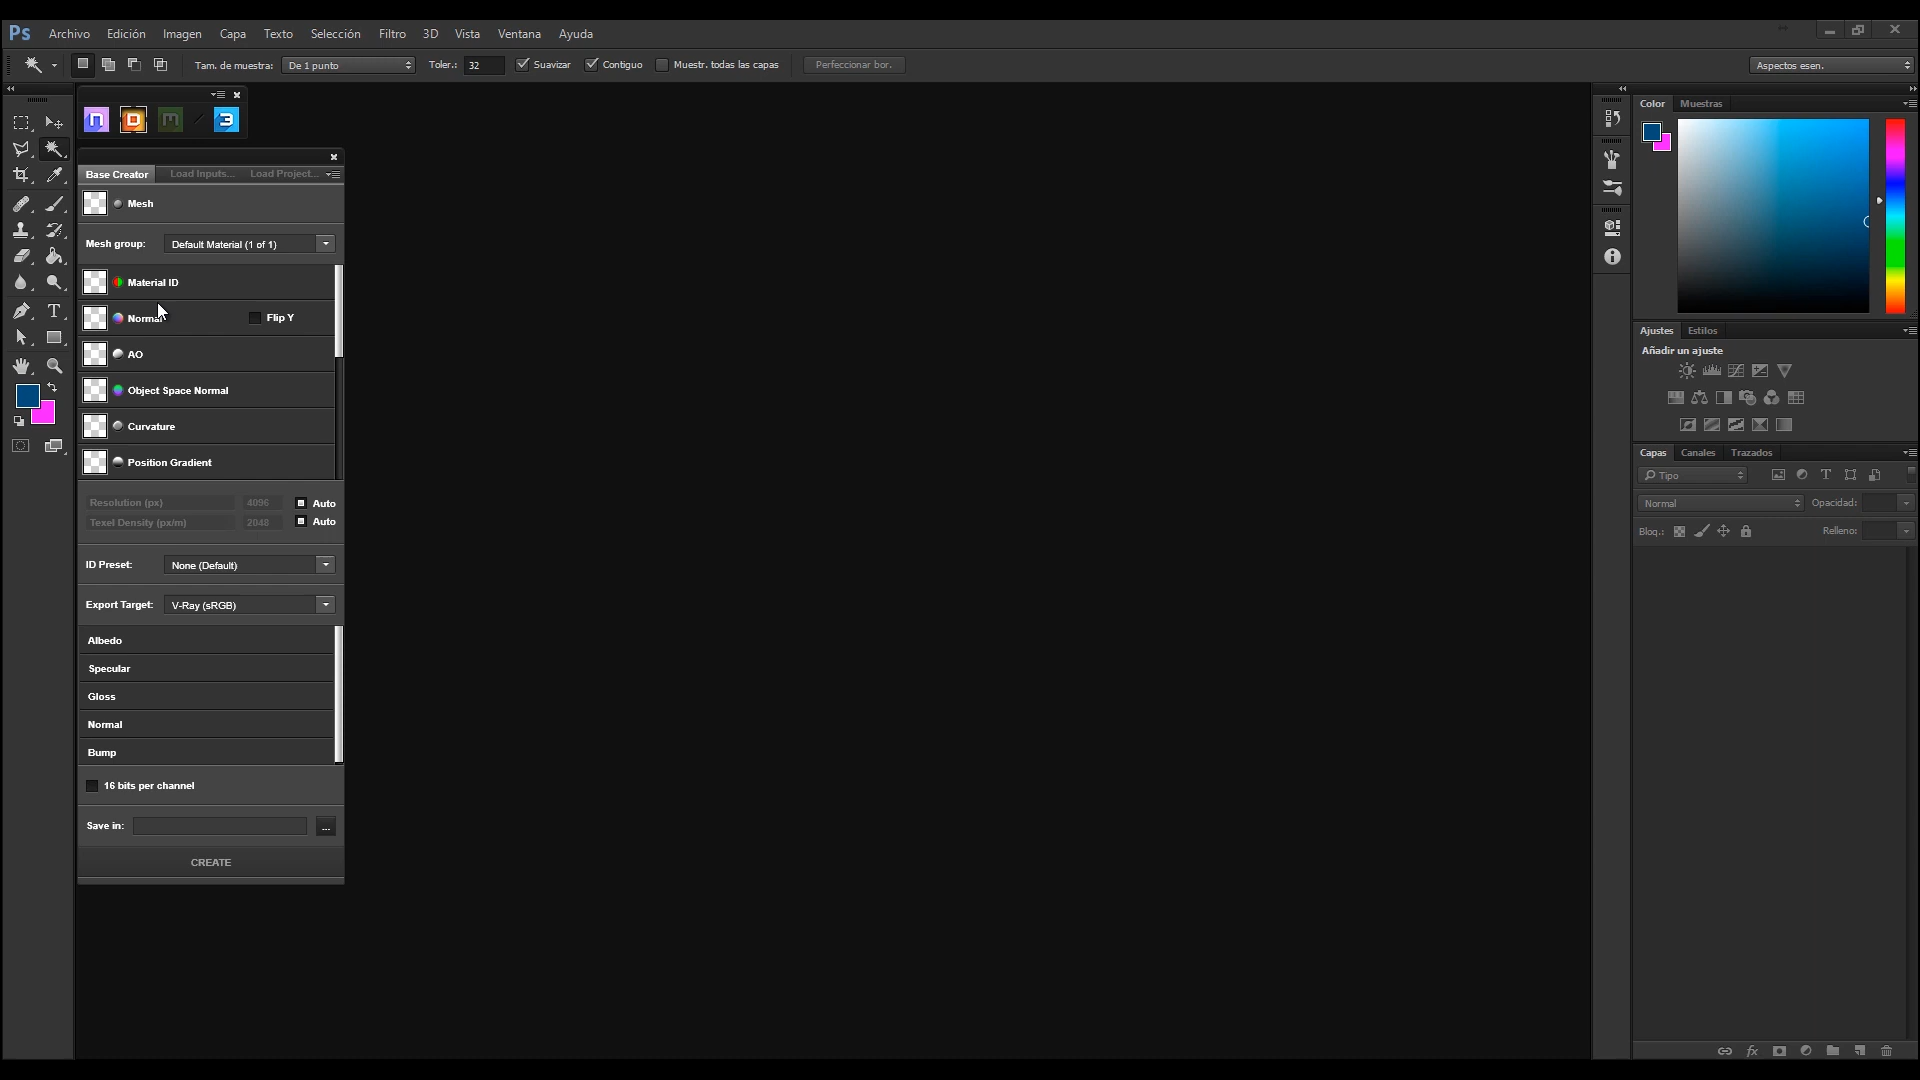 Ps Archivo Edición Imagen Capa Texto Selección Filtro 3D Vista Ventana Ayuda
Tam. de muestra: De 1 punto Toler.: 32 Suavizar Contiguo Muestr. todas las capas Perfeccionar bor. Aspectos esen.
n D m 3
Base Creator Load Inputs... Load Project...
Mesh
Mesh group: Default Material (1 of 1)
Material ID
Normal Flip Y
AO
Object Space Normal
Curvature
Position Gradient
Resolution (px) 4096 Auto
Texel Density (px/m) 2048 Auto
ID Preset: None (Default)
Export Target: V-Ray (sRGB)
Albedo
Specular
Gloss
Normal
Bump
16 bits per channel
Save in: ...
CREATE
Color Muestras
Ajustes Estilos
Añadir un ajuste
Capas Canales Trazados
Tipo
Normal Opacidad:
Bloq.: Relleno:
fx